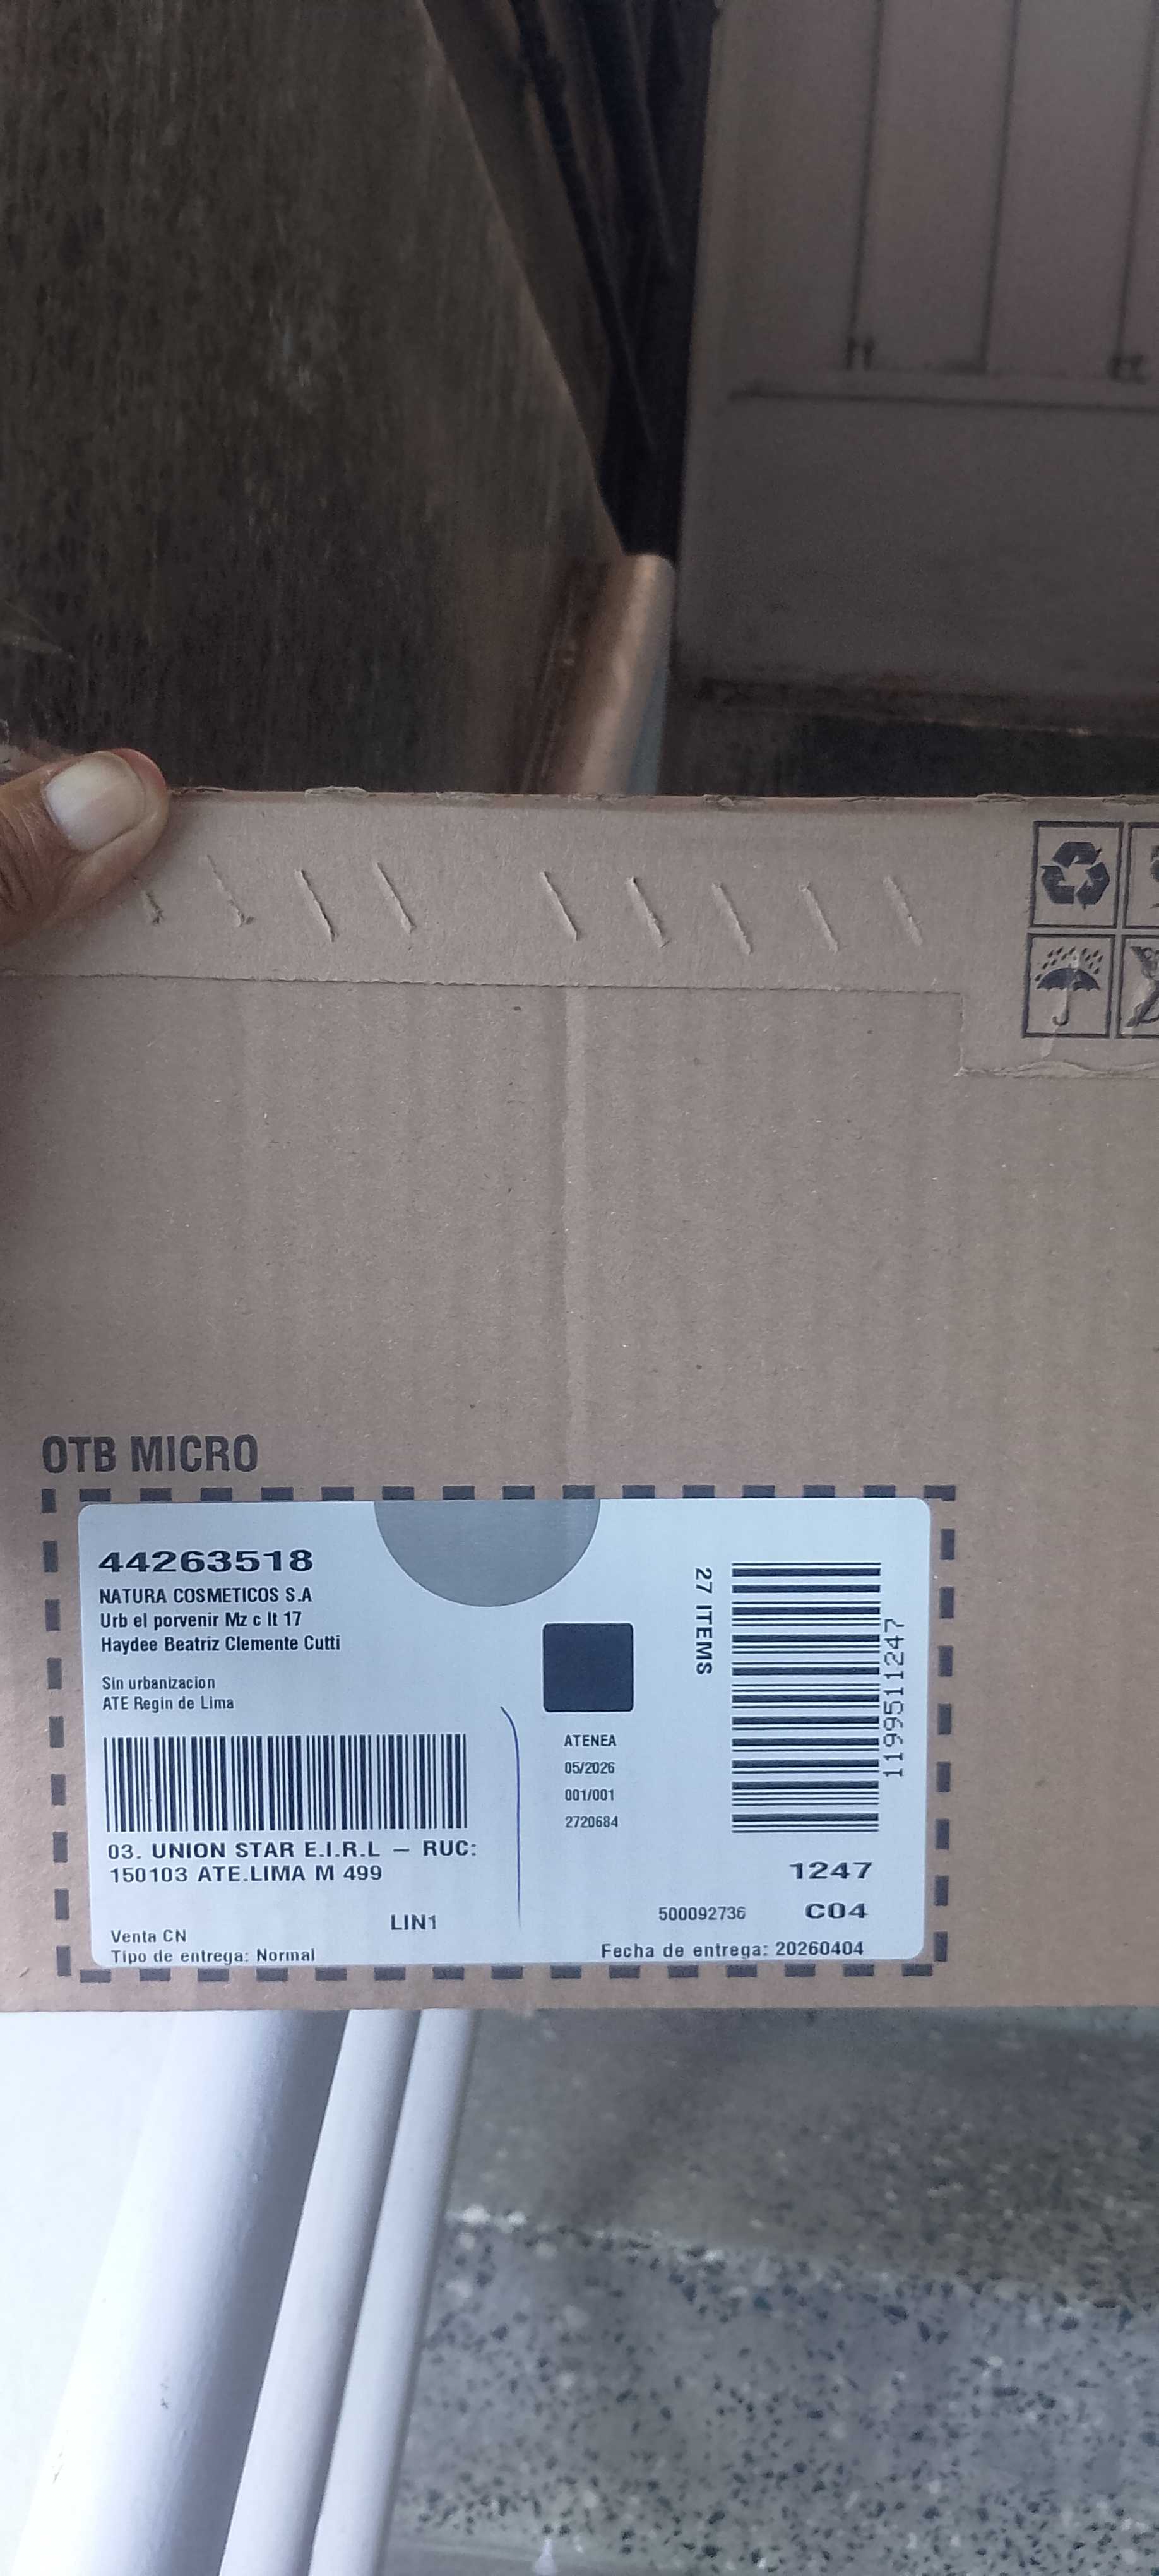 OTB MICRO
44263518
NATURA COSMETICOS S.A
Urb el porvenir Mz c lt 17
Haydee Beatriz Clemente Cutti
Sin urbanizacion
ATE Regin de Lima
03. UNION STAR E.I.R.L — RUC:
150103 ATE.LIMA M 499
LIN1
Venta CN
Tipo de entrega: Normal
ATENEA
05/2026
001/001
2720684
27 ITEMS
1199511247
1247
500092736
C04
Fecha de entrega: 20260404